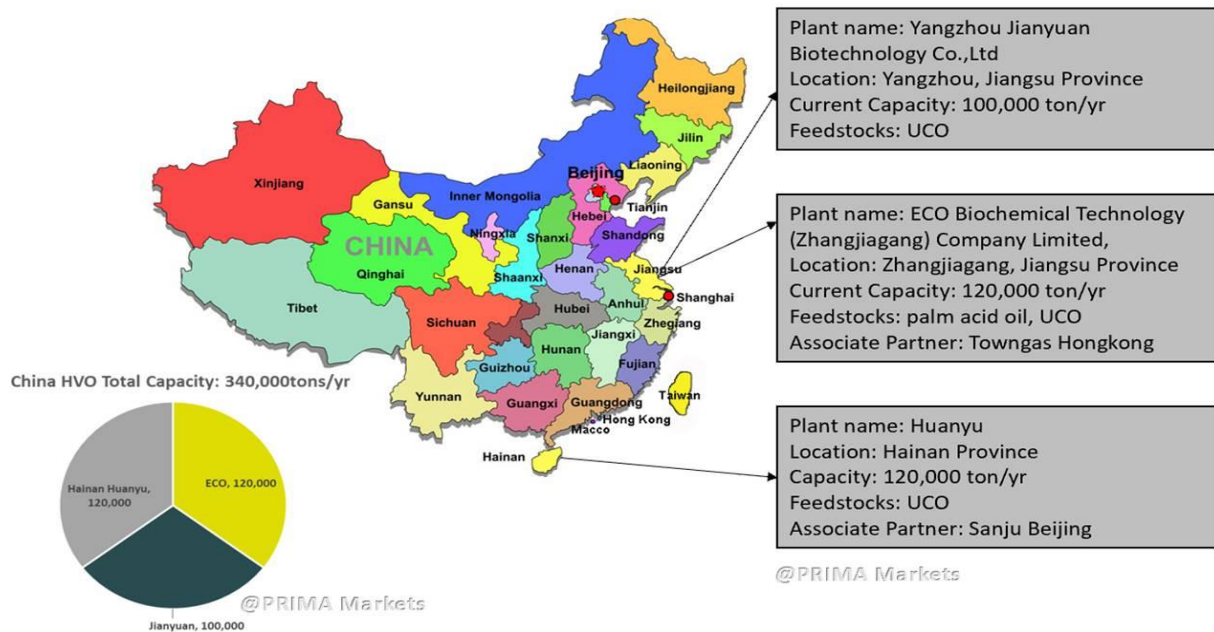 Plant name: Yangzhou Jianyuan
Biotechnology Co.,Ltd
Location: Yangzhou, Jiangsu Province
Current Capacity: 100,000 ton/yr
Feedstocks: UCO
Plant name: ECO Biochemical Technology
(Zhangjiagang) Company Limited,
Location: Zhangjiagang, Jiangsu Province
Current Capacity: 120,000 ton/yr
Feedstocks: palm acid oil, UCO
Associate Partner: Towngas Hongkong
Plant name: Huanyu
Location: Hainan Province
Capacity: 120,000 ton/yr
Feedstocks: UCO
Associate Partner: Sanju Beijing
@PRIMA Markets
Heilongjiang
Jilin
Liaoning
Beijing
Xinjiang
Inner Mongolia
Gansu
Tianjin
Hebei
Ningxia
Shanxi
Shandong
CHINA
Qinghai
Shaanxi
Henan
Jiangsu
Tibet
Shanghai
Anhui
Hubei
Sichuan
Zhegiang
Jiangxi
Hunan
Guizhou
Fujian
Yunnan
Guangxi
Guangdong
Taiwan
Hong Kong
Macco
Hainan
China HVO Total Capacity: 340,000tons/yr
Hainan Huanyu,
120,000
ECO, 120,000
Jianyuan, 100,000
@PRIMA Markets